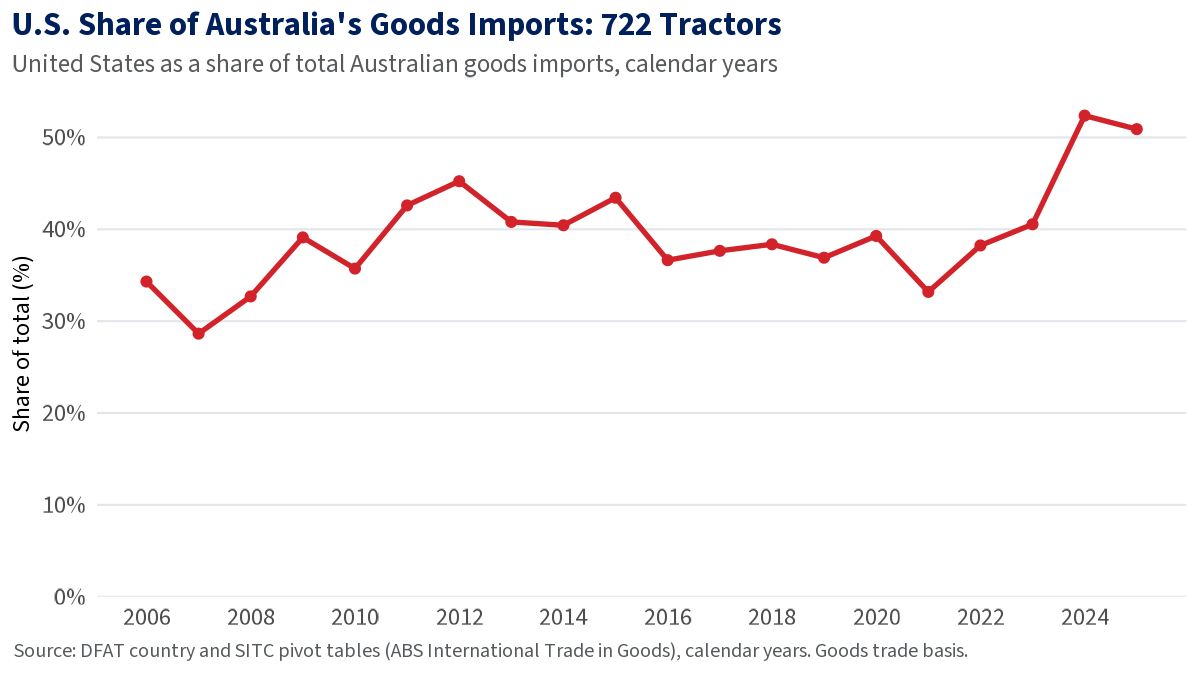 U.S. Share of Australia's Goods Imports: 722 Tractors
United States as a share of total Australian goods imports, calendar years
Share of total (%)
50%
40%
30%
20%
10%
0%
2006 2008 2010 2012 2014 2016 2018 2020 2022 2024
Source: DFAT country and SITC pivot tables (ABS International Trade in Goods), calendar years. Goods trade basis.